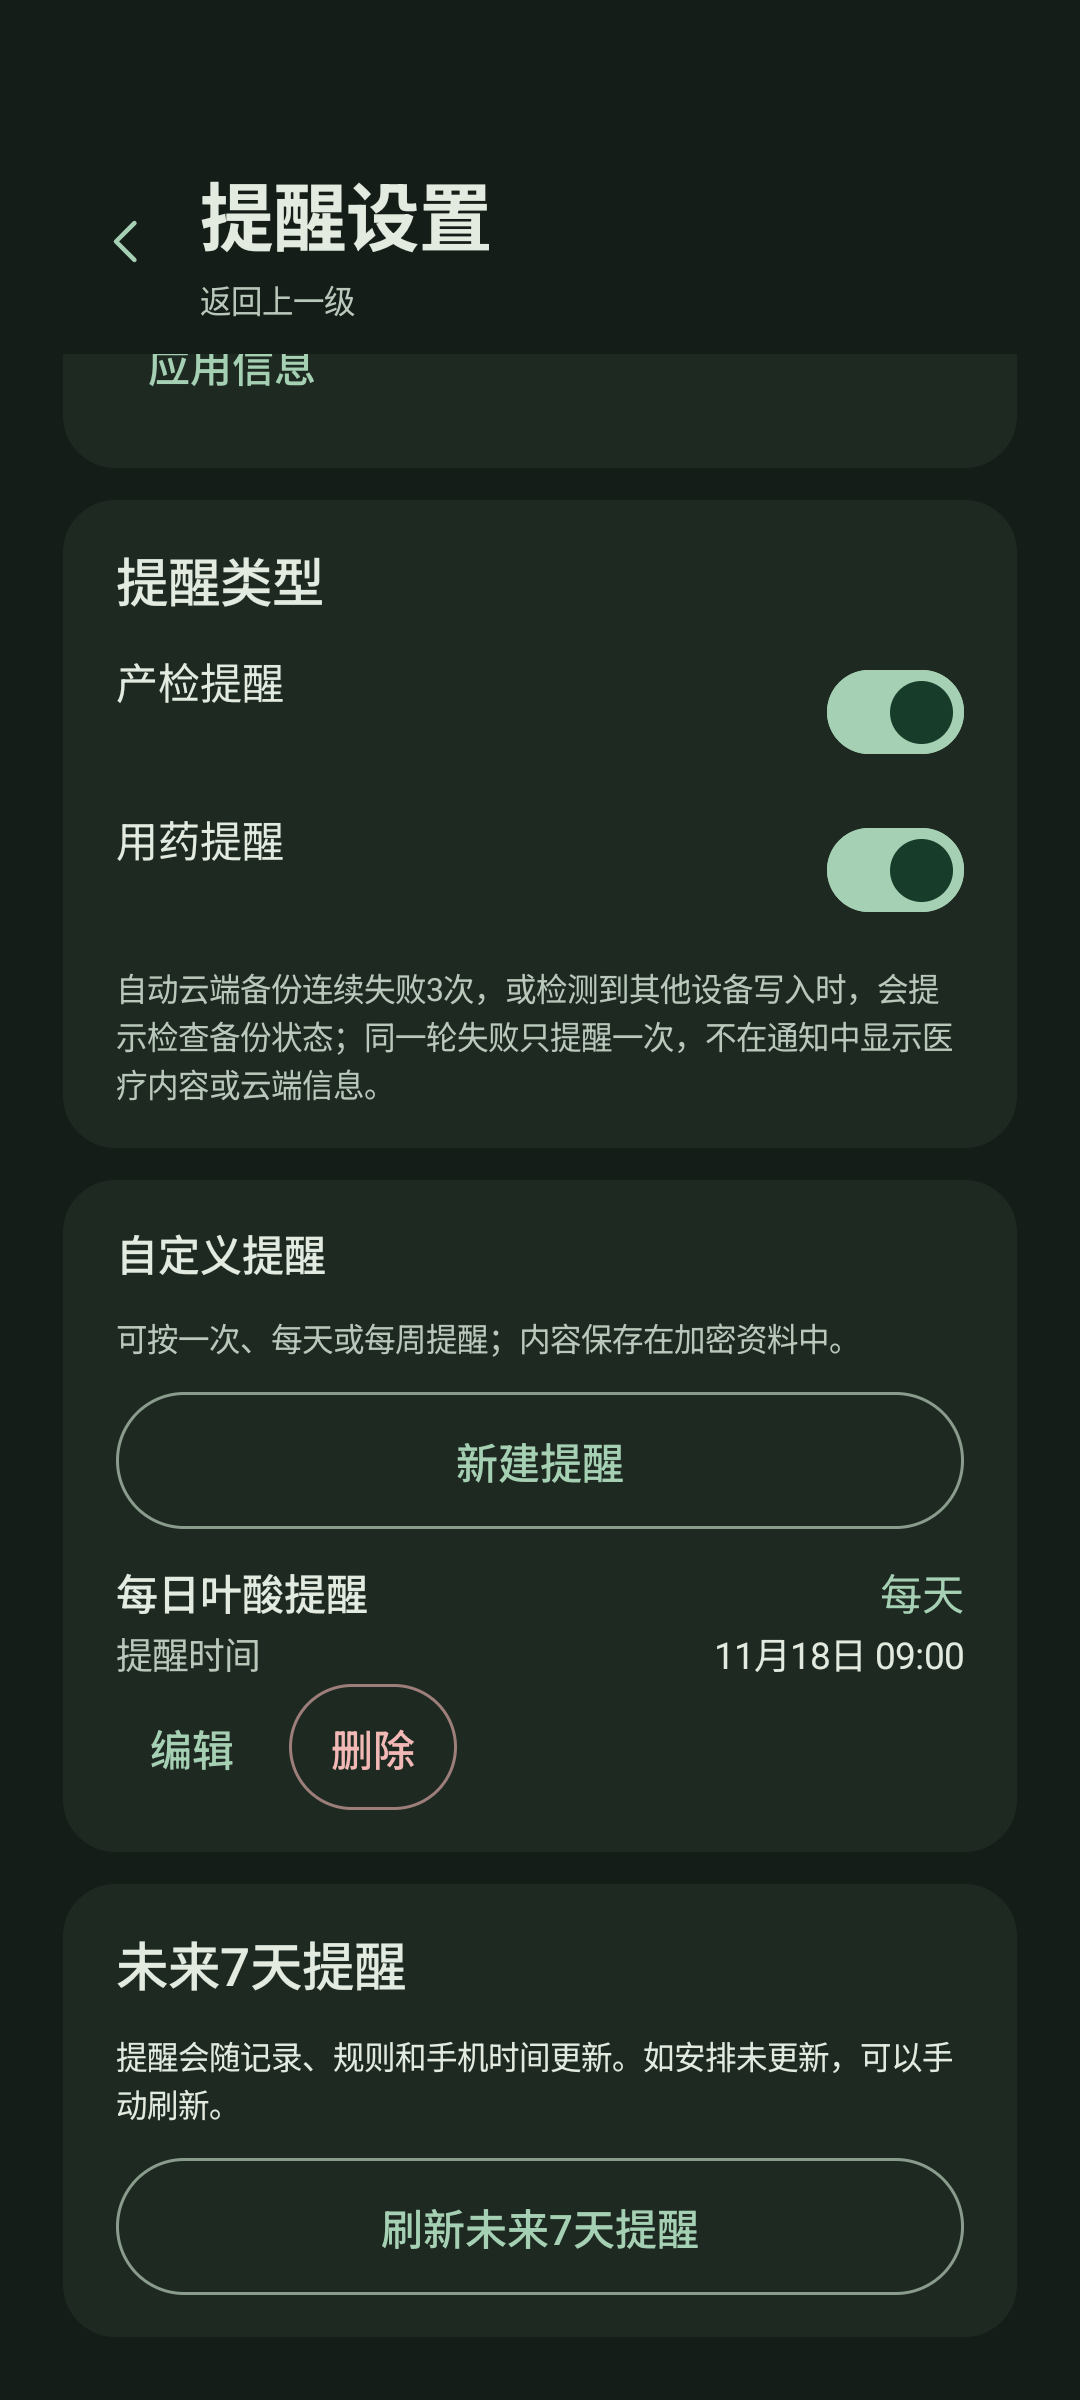 提醒设置
返回上一级
应用信息
提醒类型
产检提醒
用药提醒
自动云端备份连续失败3次，或检测到其他设备写入时，会提
示检查备份状态；同一轮失败只提醒一次，不在通知中显示医
疗内容或云端信息。
自定义提醒
可按一次、每天或每周提醒；内容保存在加密资料中。
新建提醒
每日叶酸提醒 每天
提醒时间 11月18日 09:00
编辑 删除
未来7天提醒
提醒会随记录、规则和手机时间更新。如安排未更新，可以手
动刷新。
刷新未来7天提醒